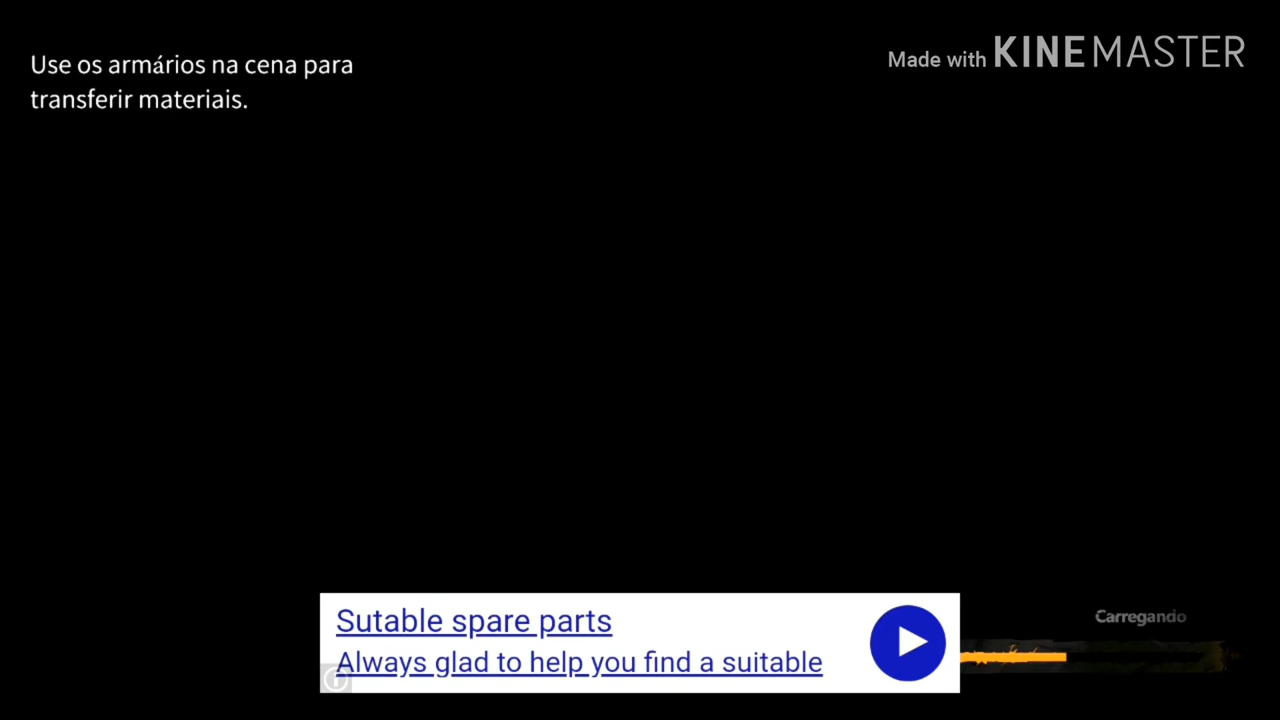 Use os armários na cena para
transferir materiais.
Made with KINEMASTER
Sutable spare parts
Always glad to help you find a suitable
Carregando